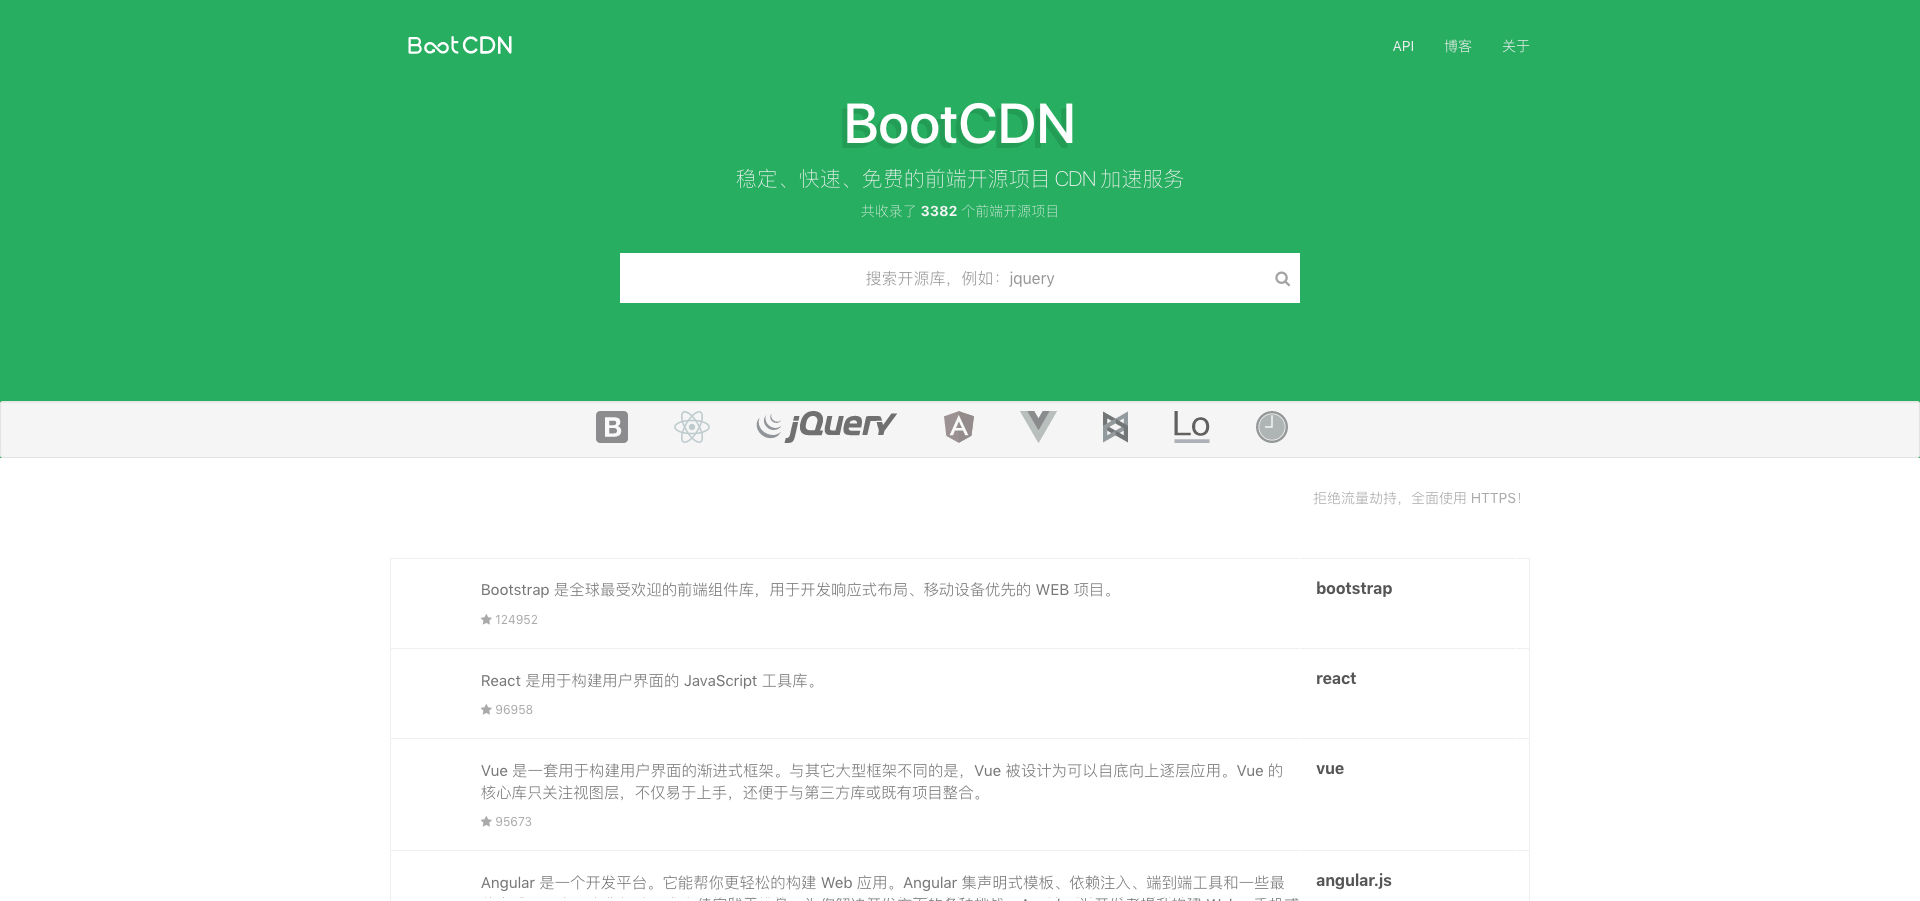 BootCDN
API 博客 关于
BootCDN
稳定、快速、免费的前端开源项目 CDN 加速服务
共收录了 3382 个前端开源项目
搜索开源库，例如：jquery
B jQuery A Lo
拒绝流量劫持，全面使用 HTTPS！
Bootstrap 是全球最受欢迎的前端组件库，用于开发响应式布局、移动设备优先的 WEB 项目。
bootstrap
124952
React 是用于构建用户界面的 JavaScript 工具库。
react
96958
Vue 是一套用于构建用户界面的渐进式框架。与其它大型框架不同的是，Vue 被设计为可以自底向上逐层应用。Vue 的
vue
核心库只关注视图层，不仅易于上手，还便于与第三方库或既有项目整合。
95673
Angular 是一个开发平台。它能帮你更轻松的构建 Web 应用。Angular 集声明式模板、依赖注入、端到端工具和一些最
angular.js